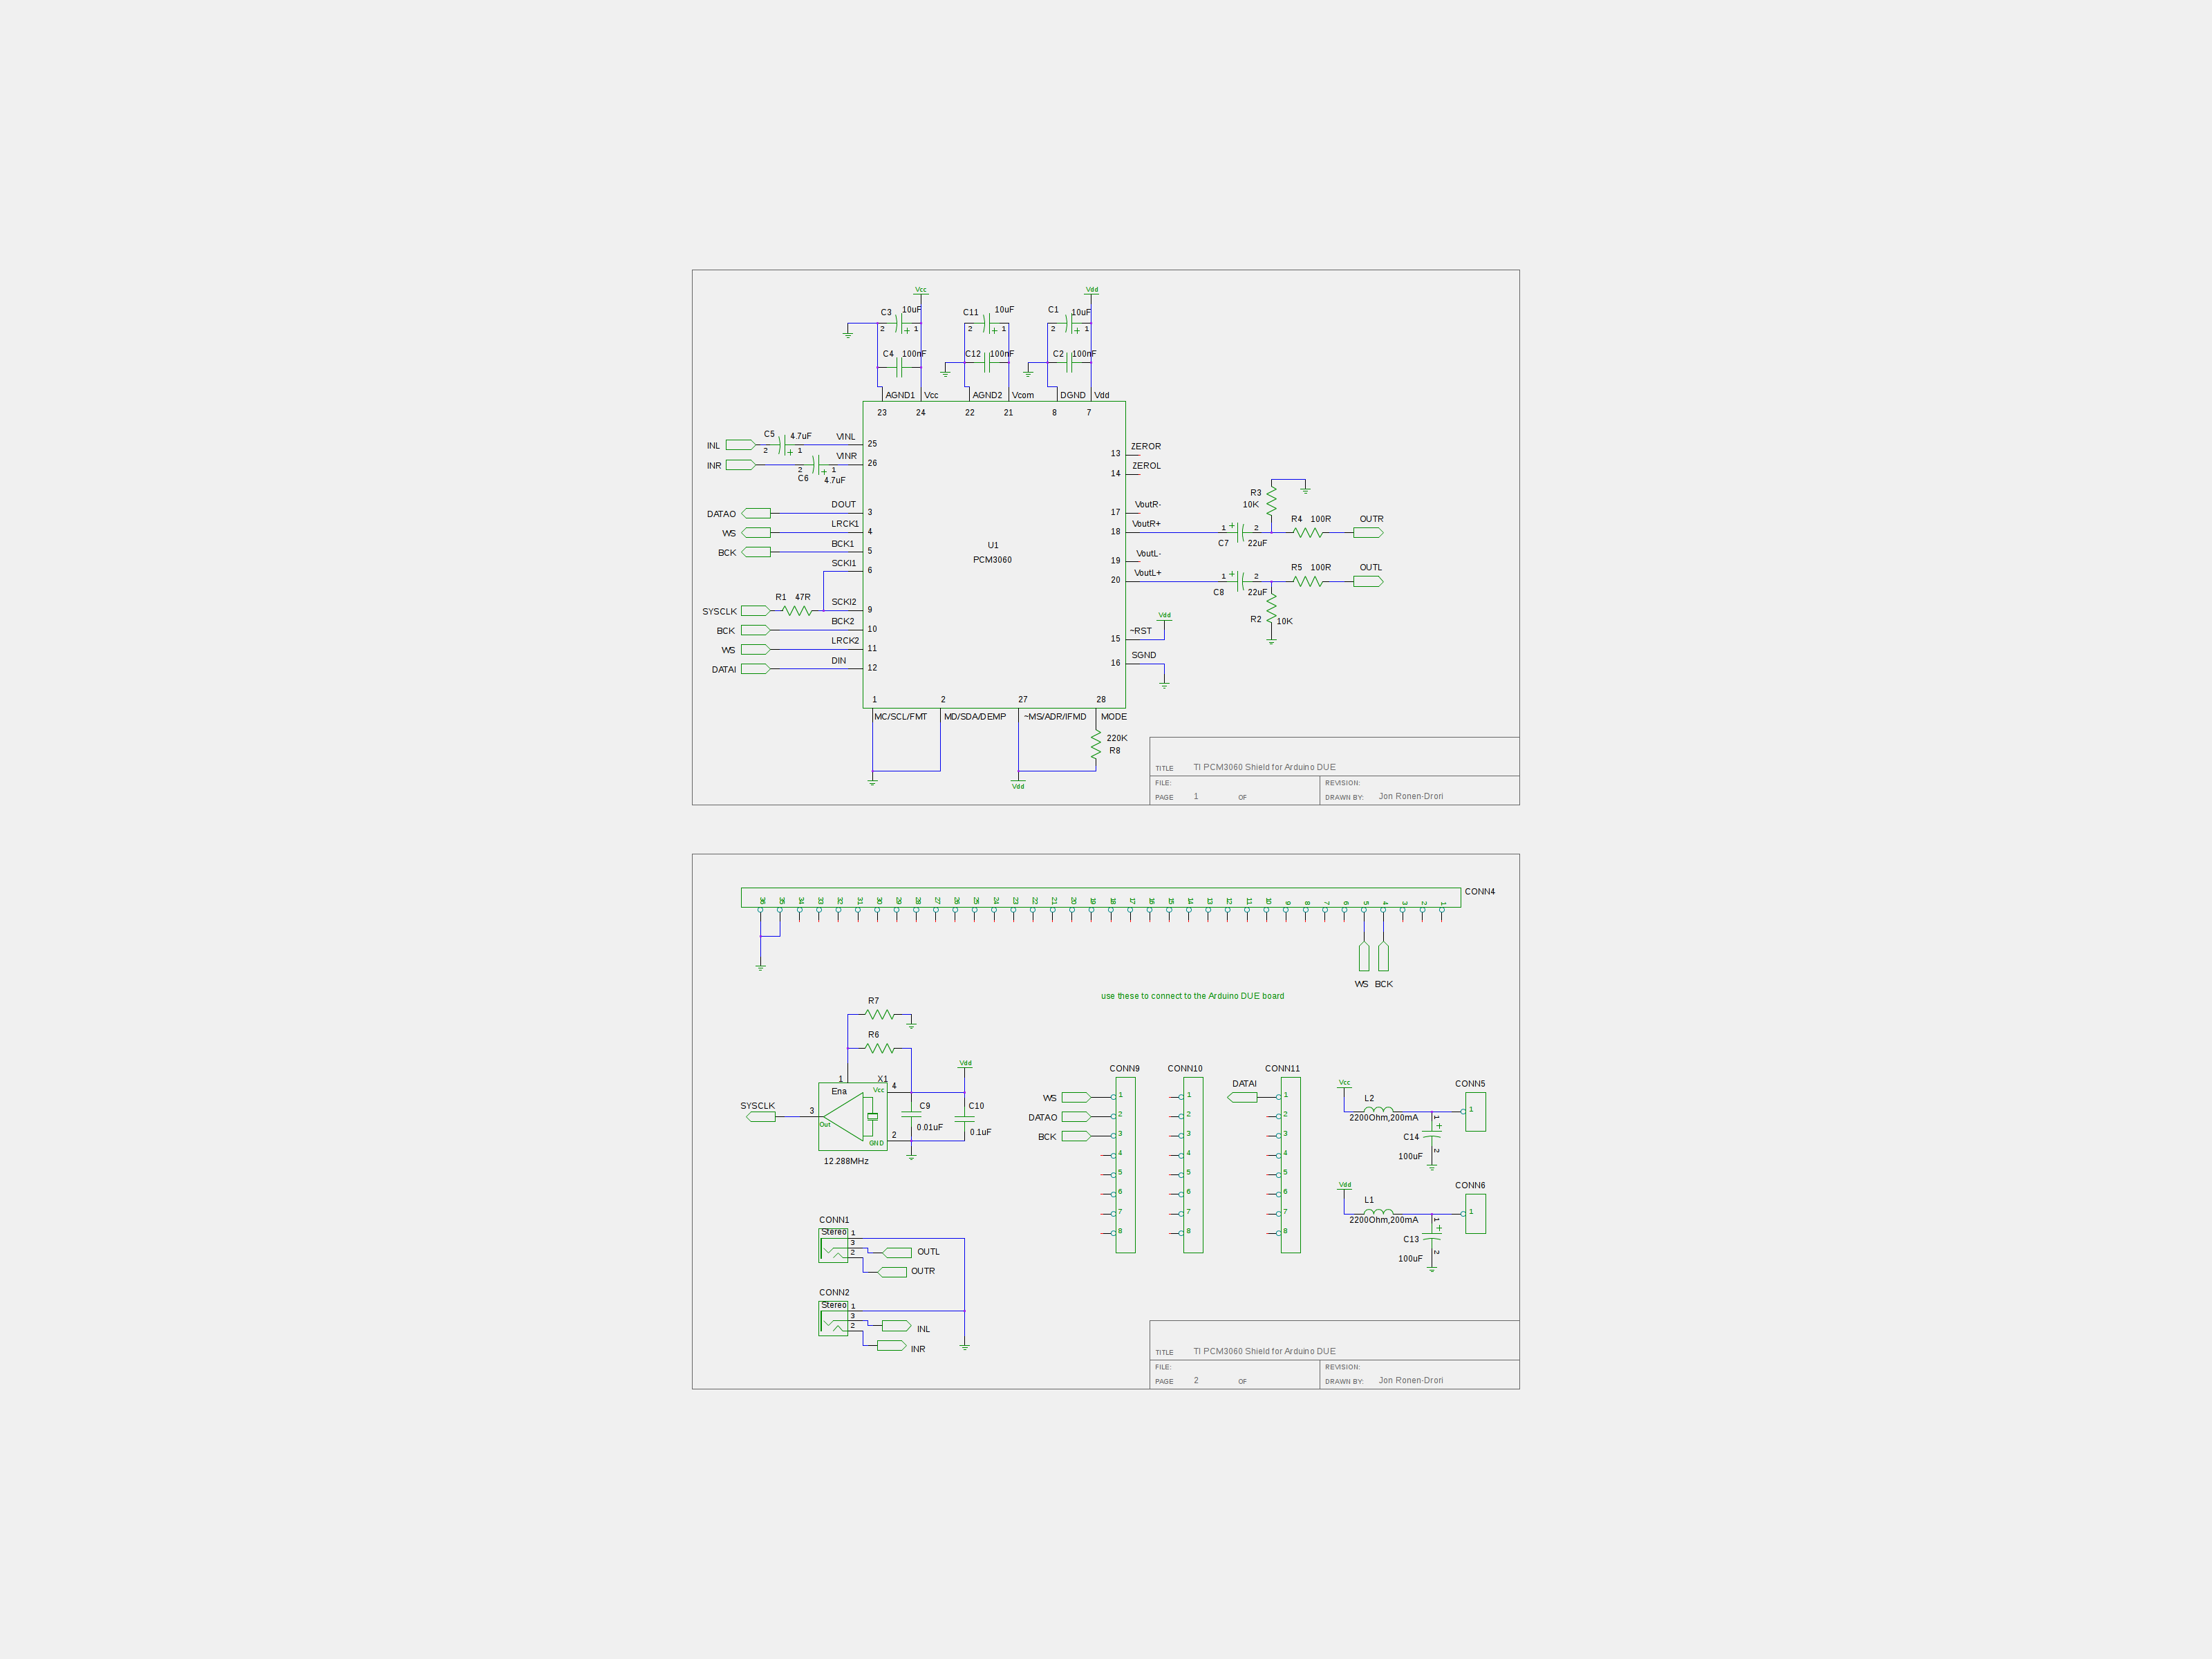 Vcc
Vdd
C3 10uF
2 + 1
C11 10uF
2 + 1
C1 10uF
2 + 1
C4 100nF
C12 100nF
C2 100nF
AGND1 Vcc AGND2 Vcom DGND Vdd
23 24 22 21 8 7
INL C5 4.7uF VINL 25
2 + 1
INR VINR 26
2 + 1
C6 4.7uF
DATAO DOUT 3
WS LRCK1 4
BCK BCK1 5
SCKI1 6
SYSCLK R1 47R SCKI2 9
BCK BCK2 10
WS LRCK2 11
DATAI DIN 12
U1
PCM3060
13 ZEROR
14 ZEROL
17 VoutR-
18 VoutR+
1 + 2
C7 22uF
R3
10K
R4 100R OUTR
19 VoutL-
20 VoutL+
1 + 2
C8 22uF
R5 100R OUTL
R2 10K
15 ~RST Vdd
16 SGND
1 2 27 28
MC/SCL/FMT MD/SDA/DEMP ~MS/ADR/IFMD MODE
220K
R8
Vdd
TITLE TI PCM3060 Shield for Arduino DUE
FILE: REVISION:
PAGE 1 OF DRAWN BY: Jon Ronen-Drori
CONN4
36 35 34 33 32 31 30 29 28 27 26 25 24 23 22 21 20 19 18 17 16 15 14 13 12 11 10 9 8 7 6 5 4 3 2 1
WS BCK
use these to connect to the Arduino DUE board
R7
R6
Vdd
1 X1 4
Ena Vcc
SYSCLK 3
Out
GND 2
12.288MHz
C9
0.01uF
C10
0.1uF
CONN9 CONN10 CONN11
WS 1
DATAO 2
BCK 3
4
5
6
7
8
1
2
3
4
5
6
7
8
DATAI
1
2
3
4
5
6
7
8
Vcc
L2
2200Ohm,200mA
CONN5
1
1 +
C14
2
100uF
Vdd
L1
2200Ohm,200mA
CONN6
1
1 +
C13
2
100uF
CONN1
Stereo 1
3
2
OUTL
OUTR
CONN2
Stereo 1
3
2
INL
INR
TITLE TI PCM3060 Shield for Arduino DUE
FILE: REVISION:
PAGE 2 OF DRAWN BY: Jon Ronen-Drori